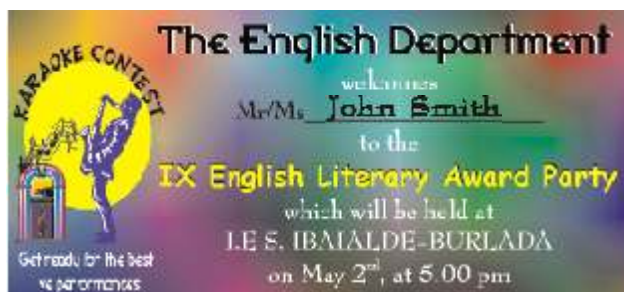 KARAOKE CONTEST
Get ready for the best
ve performances
The English Department
welcomes
Mr/Ms John Smith
to the
IX English Literary Award Party
which will be held at
I.E S. IBAIALDE-BURLADA
on May 2nd, at 5.00 pm